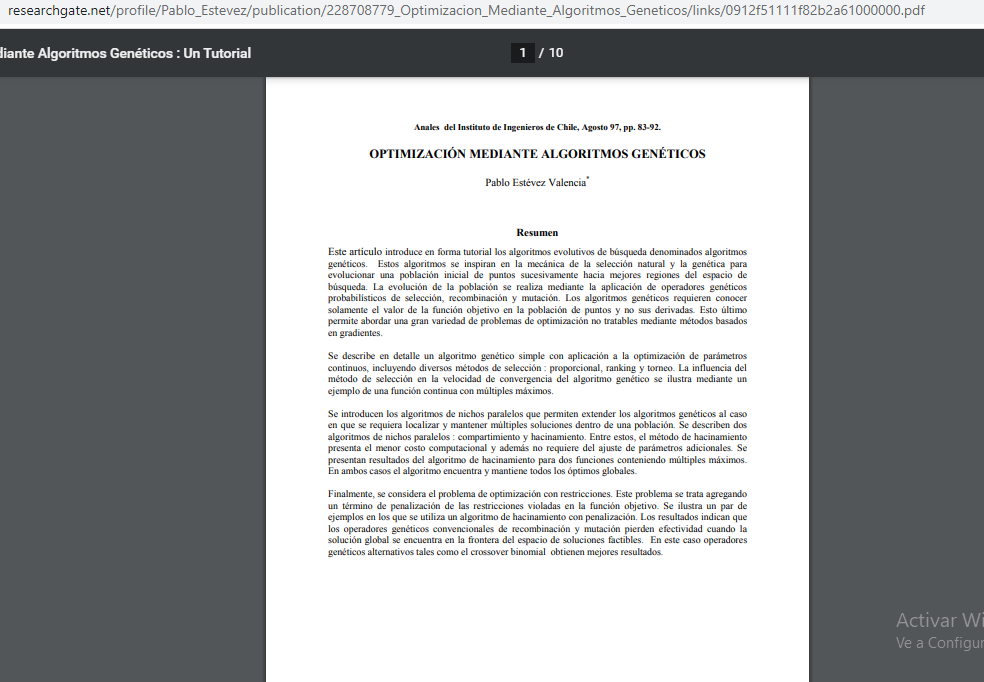 researchgate.net/profile/Pablo_Estevez/publication/228708779_Optimizacion_Mediante_Algoritmos_Geneticos/links/0912f51111f82b2a61000000.pdf
diante Algoritmos Genéticos : Un Tutorial
1 / 10
Anales del Instituto de Ingenieros de Chile, Agosto 97, pp. 83-92.
OPTIMIZACIÓN MEDIANTE ALGORITMOS GENÉTICOS
Pablo Estévez Valencia*
Resumen
Este artículo introduce en forma tutorial los algoritmos evolutivos de búsqueda denominados algoritmos
genéticos. Estos algoritmos se inspiran en la mecánica de la selección natural y la genética para
evolucionar una población inicial de puntos sucesivamente hacia mejores regiones del espacio de
búsqueda. La evolución de la población se realiza mediante la aplicación de operadores genéticos
probabilísticos de selección, recombinación y mutación. Los algoritmos genéticos requieren conocer
solamente el valor de la función objetivo en la población de puntos y no sus derivadas. Esto último
permite abordar una gran variedad de problemas de optimización no tratables mediante métodos basados
en gradientes.
Se describe en detalle un algoritmo genético simple con aplicación a la optimización de parámetros
continuos, incluyendo diversos métodos de selección : proporcional, ranking y torneo. La influencia del
método de selección en la velocidad de convergencia del algoritmo genético se ilustra mediante un
ejemplo de una función continua con múltiples máximos.
Se introducen los algoritmos de nichos paralelos que permiten extender los algoritmos genéticos al caso
en que se requiera localizar y mantener múltiples soluciones dentro de una población. Se describen dos
algoritmos de nichos paralelos : compartimiento y hacinamiento. Entre estos, el método de hacinamiento
presenta el menor costo computacional y además no requiere del ajuste de parámetros adicionales. Se
presentan resultados del algoritmo de hacinamiento para dos funciones conteniendo múltiples máximos.
En ambos casos el algoritmo encuentra y mantiene todos los óptimos globales.
Finalmente, se considera el problema de optimización con restricciones. Este problema se trata agregando
un término de penalización de las restricciones violadas en la función objetivo. Se ilustra un par de
ejemplos en los que se utiliza un algoritmo de hacinamiento con penalización. Los resultados indican que
los operadores genéticos convencionales de recombinación y mutación pierden efectividad cuando la
solución global se encuentra en la frontera del espacio de soluciones factibles. En este caso operadores
genéticos alternativos tales como el crossover binomial obtienen mejores resultados.
Activar Wi
Ve a Configur